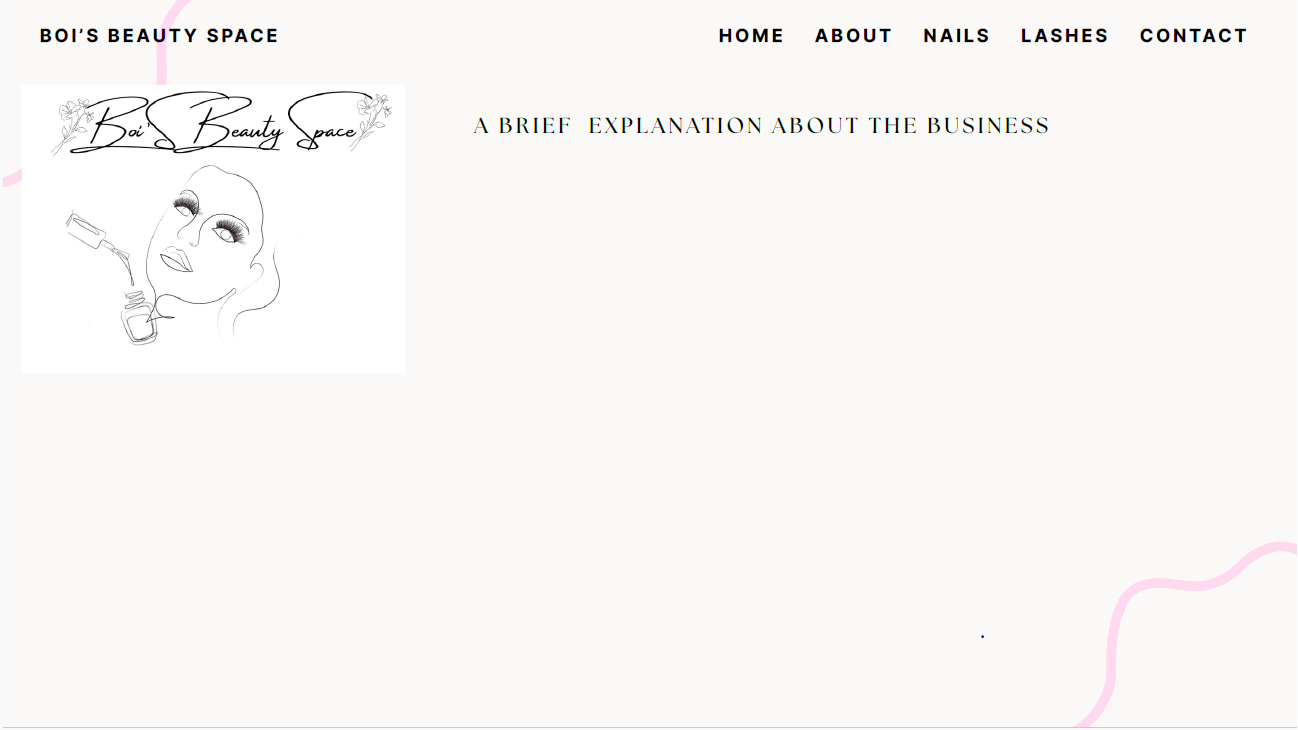 BOI'S BEAUTY SPACE
HOME ABOUT NAILS LASHES CONTACT
Boi'S Beauty Space
A BRIEF EXPLANATION ABOUT THE BUSINESS